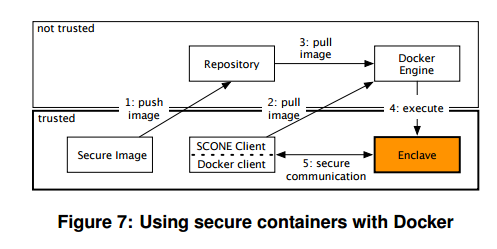 not trusted
Repository
3: pull
image
Docker
Engine
1: push
image
2: pull
image
4: execute
trusted
Secure Image
SCONE Client
Docker client
5: secure
communication
Enclave
Figure 7: Using secure containers with Docker